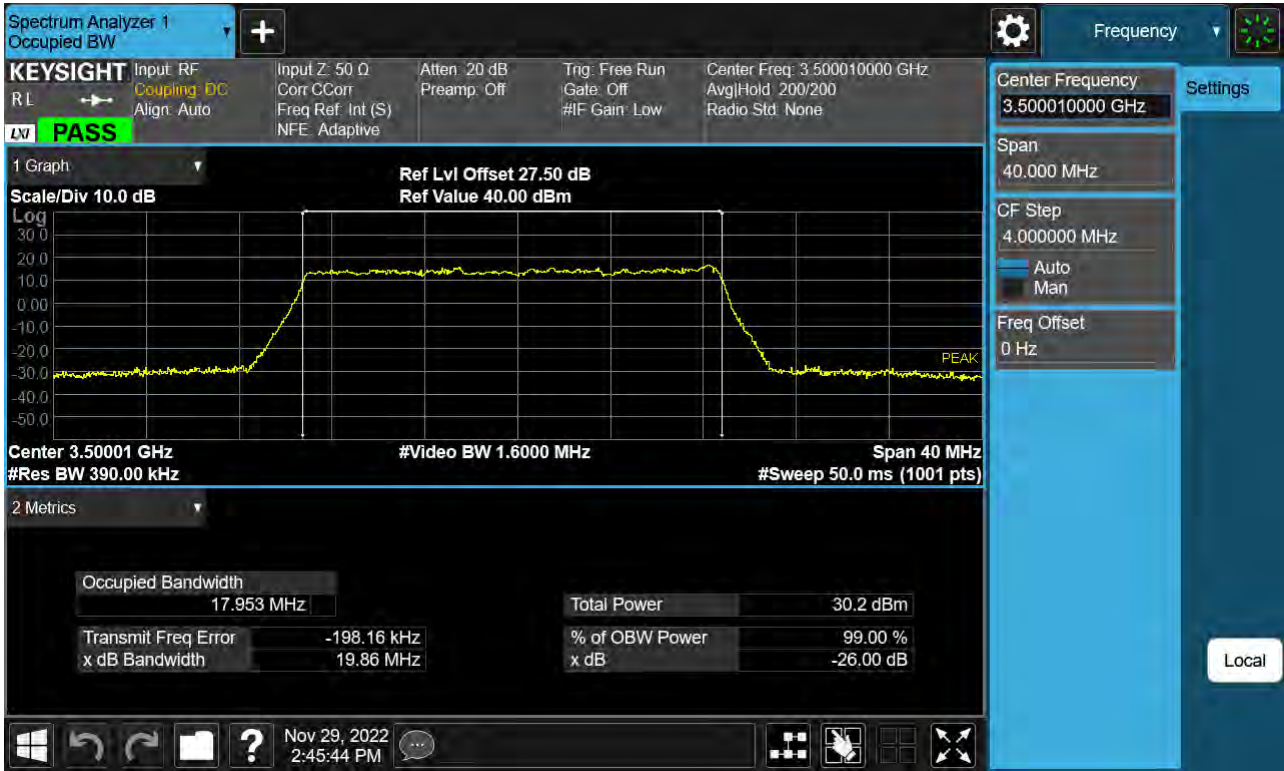 Spectrum Analyzer 1
Occupied BW
Frequency
KEYSIGHT
R L
LXI
PASS
Input: RF
Coupling: DC
Align: Auto
Input Z: 50 Ω
Corr CCorr
Freq Ref: Int (S)
NFE: Adaptive
Atten: 20 dB
Preamp: Off
Trig: Free Run
Gate: Off
#IF Gain: Low
Center Freq: 3.500010000 GHz
Avg|Hold: 200/200
Radio Std: None
Center Frequency
3.500010000 GHz
Settings
Span
40.000 MHz
CF Step
4.000000 MHz
Auto
Man
Freq Offset
0 Hz
Local
1 Graph
Scale/Div 10.0 dB
Ref Lvl Offset 27.50 dB
Ref Value 40.00 dBm
Log
30.0
20.0
10.0
0.00
-10.0
-20.0
-30.0
-40.0
-50.0
PEAK
Center 3.50001 GHz
#Video BW 1.6000 MHz
Span 40 MHz
#Res BW 390.00 kHz
#Sweep 50.0 ms (1001 pts)
2 Metrics
Occupied Bandwidth
17.953 MHz
Total Power 30.2 dBm
Transmit Freq Error -198.16 kHz
% of OBW Power 99.00 %
x dB Bandwidth 19.86 MHz
x dB -26.00 dB
?
Nov 29, 2022
2:45:44 PM